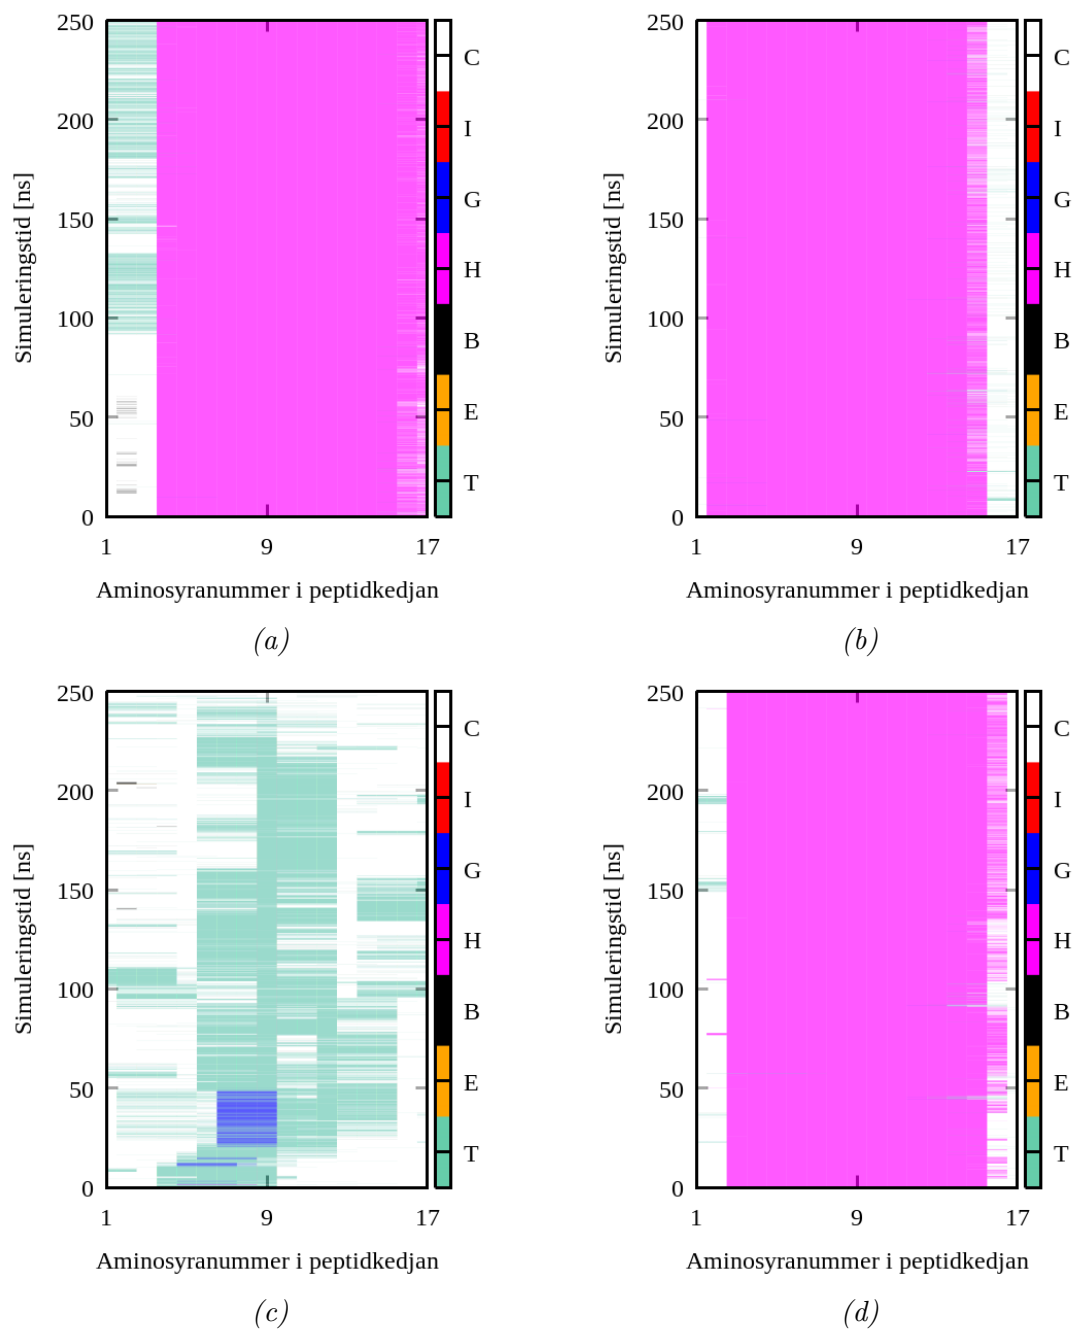 250
200
150
100
50
0
Simuleringstid [ns]
1 9 17
Aminosyranummer i peptidkedjan
C
I
G
H
B
E
T
(a)
250
200
150
100
50
0
Simuleringstid [ns]
1 9 17
Aminosyranummer i peptidkedjan
C
I
G
H
B
E
T
(b)
250
200
150
100
50
0
Simuleringstid [ns]
1 9 17
Aminosyranummer i peptidkedjan
C
I
G
H
B
E
T
(c)
250
200
150
100
50
0
Simuleringstid [ns]
1 9 17
Aminosyranummer i peptidkedjan
C
I
G
H
B
E
T
(d)